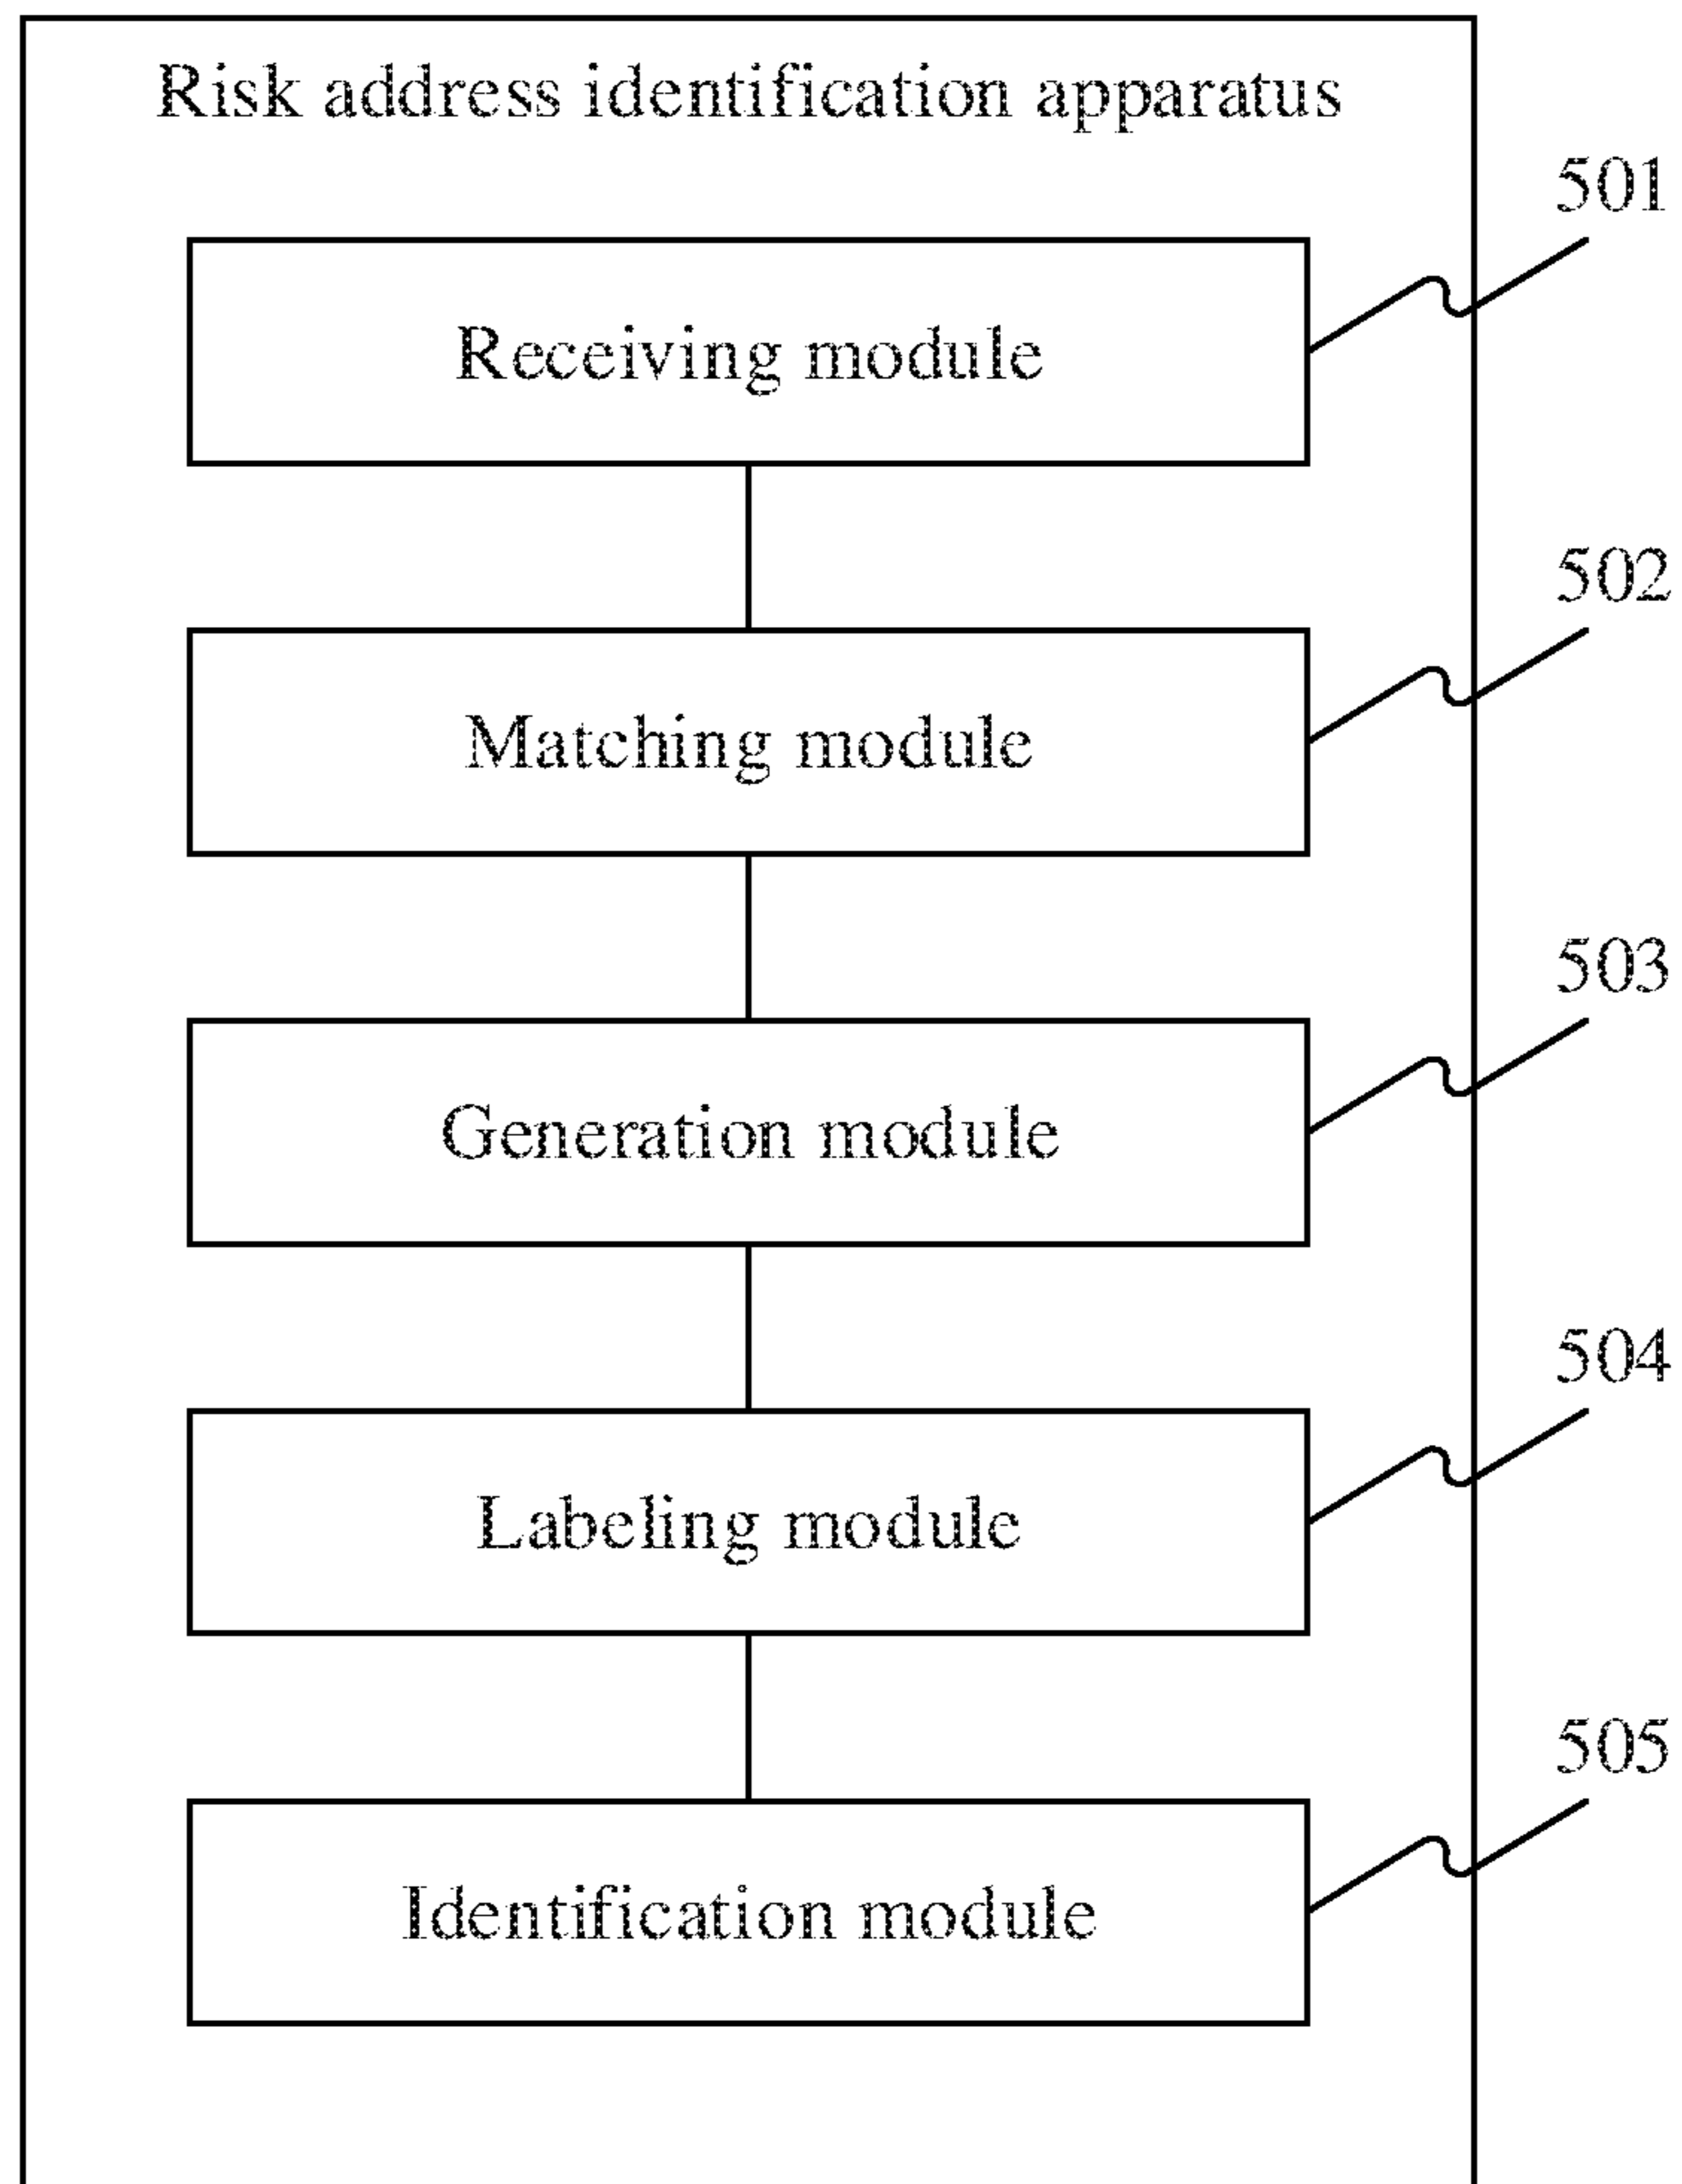 Risk address identification apparatus
501
Receiving module
502
Matching module
503
Generation module
504
Labeling module
505
Identification module